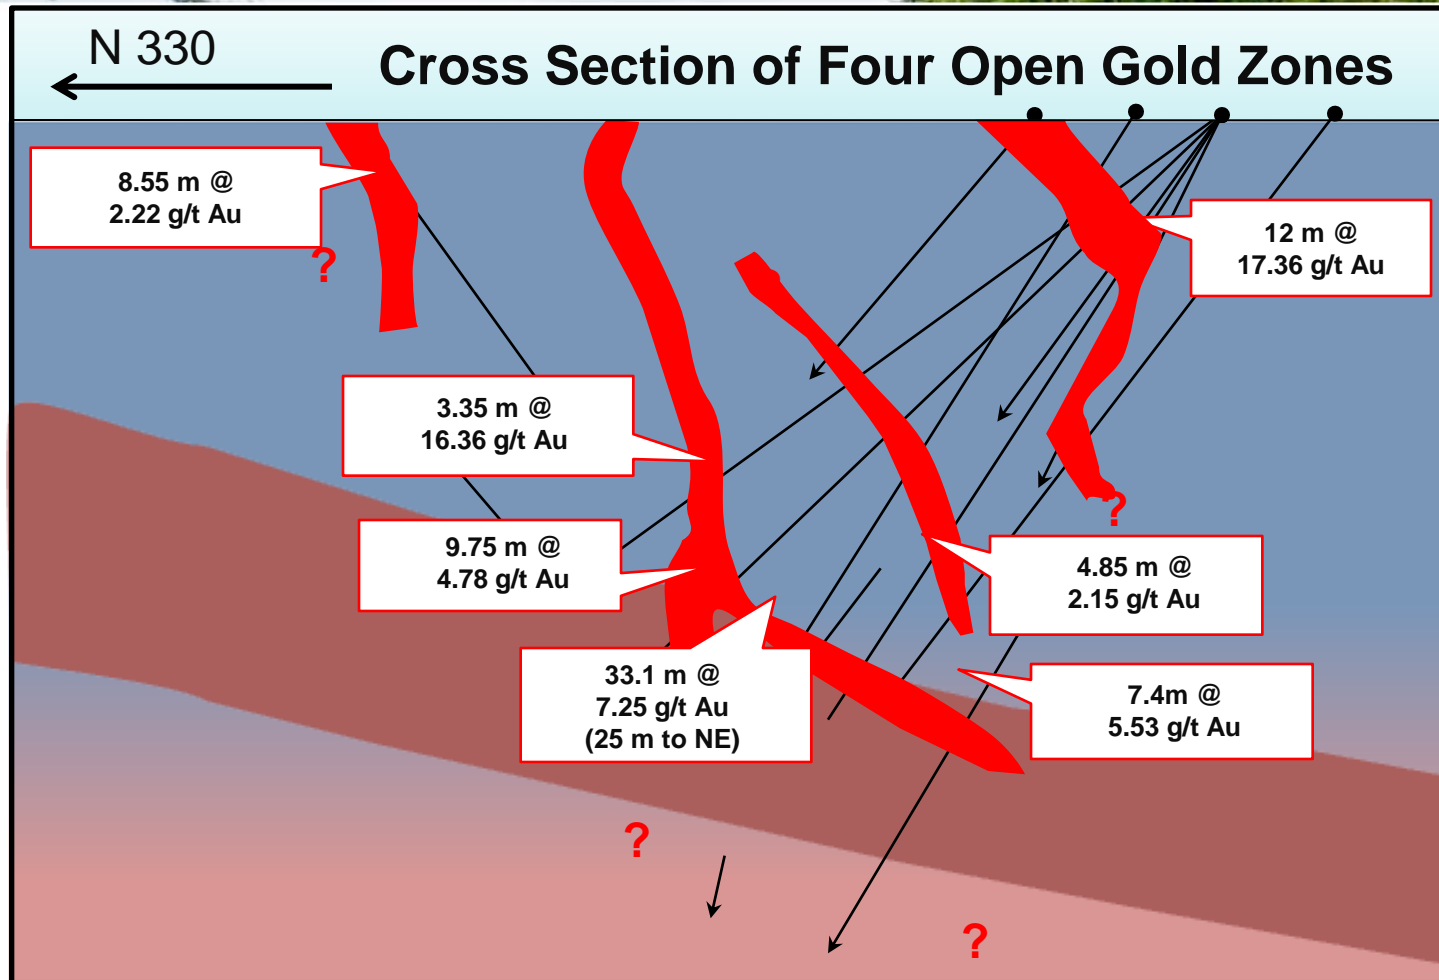 N 330
Cross Section of Four Open Gold Zones
8.55 m @
2.22 g/t Au
?
12 m @
17.36 g/t Au
3.35 m @
16.36 g/t Au
?
9.75 m @
4.78 g/t Au
4.85 m @
2.15 g/t Au
33.1 m @
7.25 g/t Au
(25 m to NE)
7.4m @
5.53 g/t Au
?
?